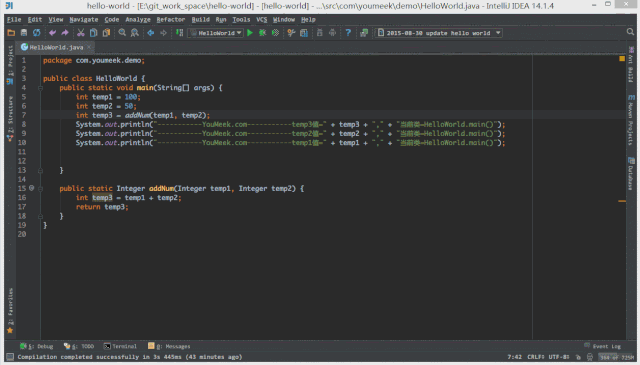 hello-world - [E:\git_work_space\hello-world] - [hello-world] - ...\src\com\youmeek\demo\HelloWorld.java - IntelliJ IDEA 14.1.4
File Edit View Navigate Code Analyze Refactor Build Run Tools VCS Window Help
HelloWorld
2015-08-30 update hello world
HelloWorld.java
1 package com.youmeek.demo;
2
3 public class HelloWorld {
4 public static void main(String[] args) {
5 int temp1 = 100;
6 int temp2 = 50;
7 int temp3 = addNum(temp1, temp2);
8 System.out.println("-----------YouMeek.com-----------temp3值=" + temp3 + "," + "当前类=HelloWorld.main()");
9 System.out.println("-----------YouMeek.com-----------temp2值=" + temp2 + "," + "当前类=HelloWorld.main()");
10 System.out.println("-----------YouMeek.com-----------temp1值=" + temp1 + "," + "当前类=HelloWorld.main()");
11
12
13 }
14
15 public static Integer addNum(Integer temp1, Integer temp2) {
16 int temp3 = temp1 + temp2;
17 return temp3;
18 }
19 }
20
1: Project
Structure
Favorites
Ant Build
Maven Projects
Database
5: Debug
6: TODO
Terminal
0: Messages
Event Log
Compilation completed successfully in 3s 445ms (43 minutes ago)
7:42 CRLF÷ UTF-8÷
of 725M